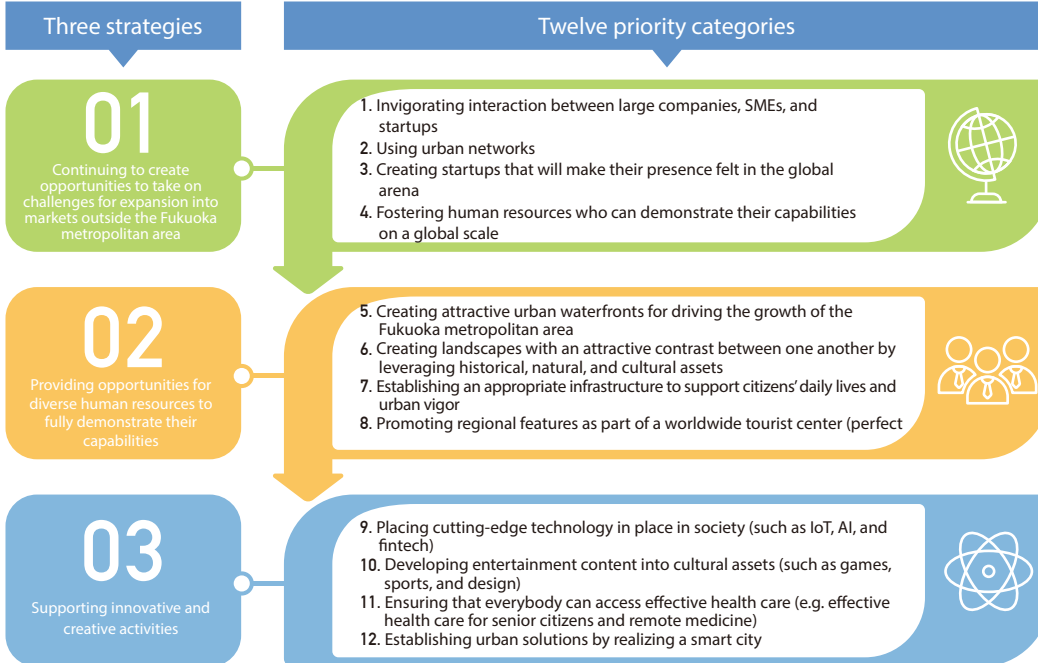 Three strategies
Twelve priority categories
01
Continuing to create
opportunities to take on
challenges for expansion into
markets outside the Fukuoka
metropolitan area
1. Invigorating interaction between large companies, SMEs, and
startups
2. Using urban networks
3. Creating startups that will make their presence felt in the global
arena
4. Fostering human resources who can demonstrate their capabilities
on a global scale
02
Providing opportunities for
diverse human resources to
fully demonstrate their
capabilities
5. Creating attractive urban waterfronts for driving the growth of the
Fukuoka metropolitan area
6. Creating landscapes with an attractive contrast between one another by
leveraging historical, natural, and cultural assets
7. Establishing an appropriate infrastructure to support citizens' daily lives and
urban vigor
8. Promoting regional features as part of a worldwide tourist center (perfect
03
Supporting innovative and
creative activities
9. Placing cutting-edge technology in place in society (such as IoT, AI, and
fintech)
10. Developing entertainment content into cultural assets (such as games,
sports, and design)
11. Ensuring that everybody can access effective health care (e.g. effective
health care for senior citizens and remote medicine)
12. Establishing urban solutions by realizing a smart city